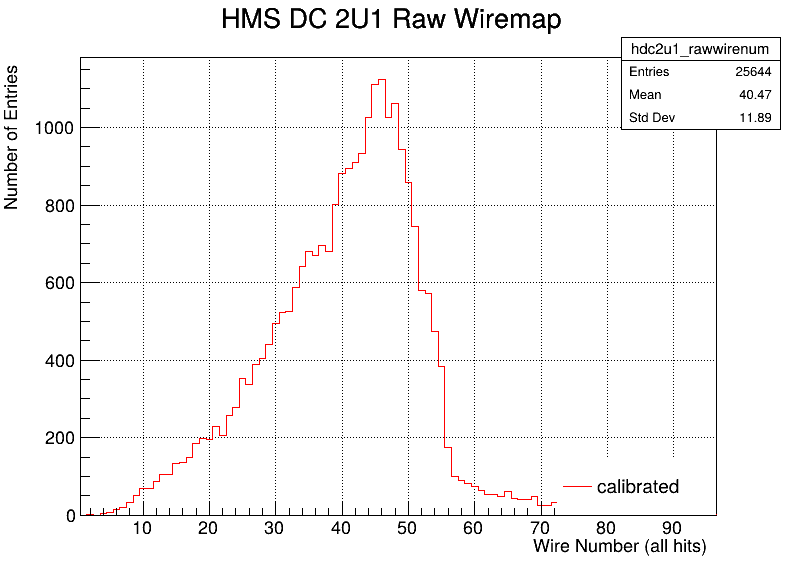 HMS DC 2U1 Raw Wiremap
hdc2u1_rawwirenum
Entries 25644
Mean 40.47
Std Dev 11.89
Number of Entries
1000
800
600
400
200
0
10 20 30 40 50 60 70 80 90
Wire Number (all hits)
calibrated